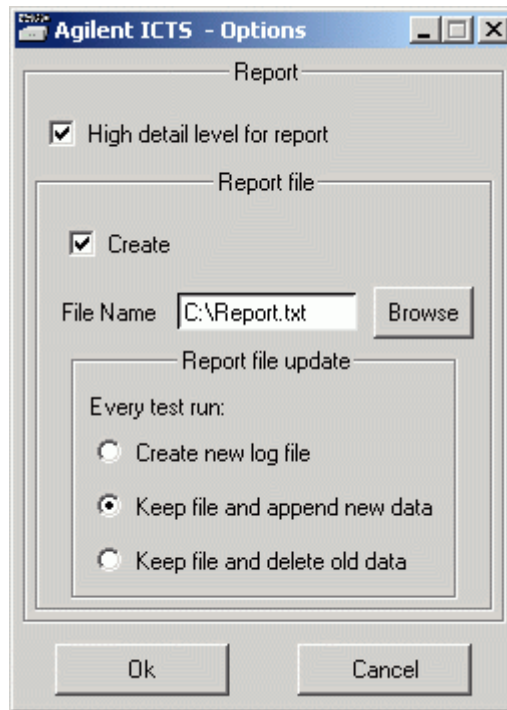 Agilent ICTS - Options
Report
High detail level for report
Report file
Create
File Name C:\Report.txt Browse
Report file update
Every test run:
Create new log file
Keep file and append new data
Keep file and delete old data
Ok Cancel